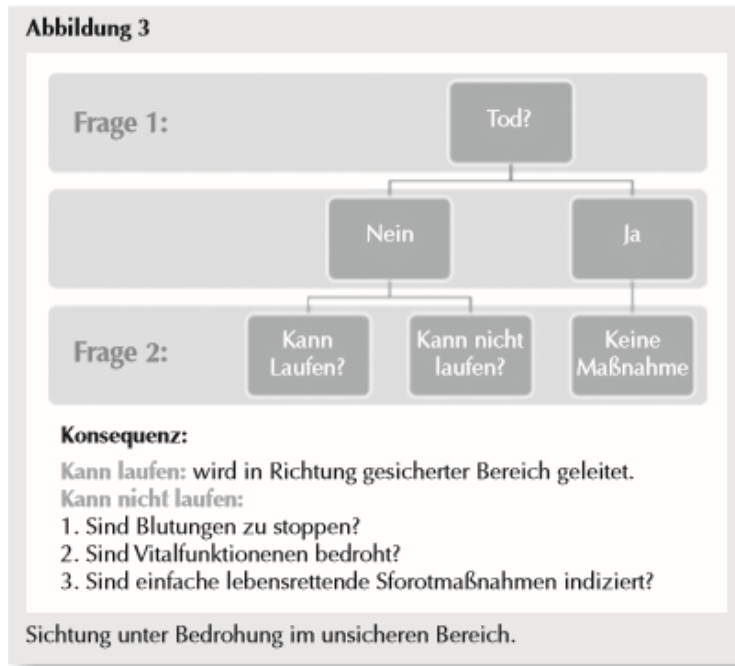 Abbildung 3
Frage 1:
Tod?
Nein
Ja
Frage 2:
Kann
Laufen?
Kann nicht
laufen?
Keine
Maßnahme
Konsequenz:
Kann laufen: wird in Richtung gesicherter Bereich geleitet.
Kann nicht laufen:
1. Sind Blutungen zu stoppen?
2. Sind Vitalfunktionenen bedroht?
3. Sind einfache lebensrettende Sforotmaßnahmen indiziert?
Sichtung unter Bedrohung im unsicheren Bereich.